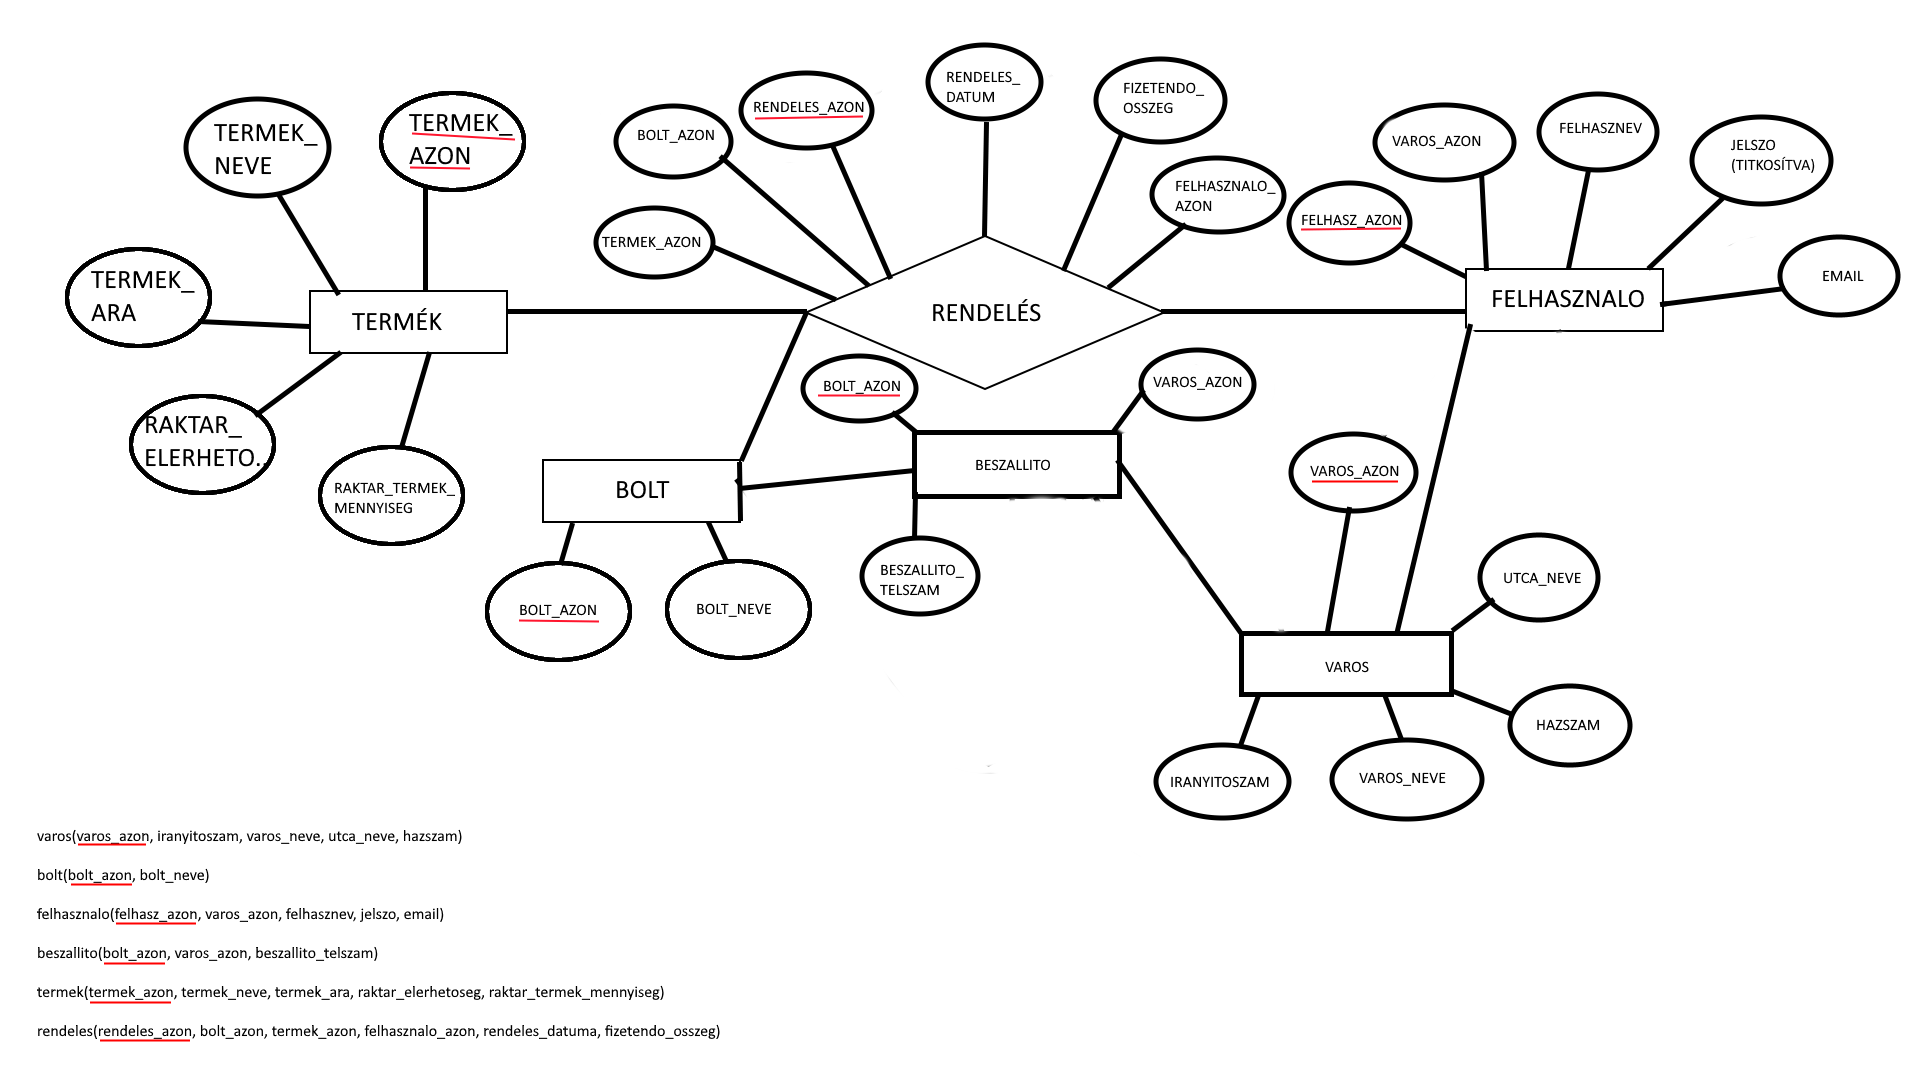 RENDELES_
DATUM
FIZETENDO_
OSSZEG
RENDELES_AZON
BOLT_AZON
TERMEK_AZON
FELHASZNALO_
AZON
TERMEK_
NEVE
TERMEK_
AZON
TERMEK_
ARA
TERMÉK
RAKTAR_
ELERHETO..
RAKTAR_TERMEK_
MENNYISEG
RENDELÉS
VAROS_AZON
FELHASZNEV
JELSZO
(TITKOSÍTVA)
FELHASZ_AZON
EMAIL
FELHASZNALO
BOLT_AZON
VAROS_AZON
BESZALLITO
BESZALLITO_
TELSZAM
BOLT
BOLT_AZON
BOLT_NEVE
VAROS_AZON
UTCA_NEVE
VAROS
HAZSZAM
IRANYITOSZAM
VAROS_NEVE
varos(varos_azon, iranyitoszam, varos_neve, utca_neve, hazszam)
bolt(bolt_azon, bolt_neve)
felhasznalo(felhasz_azon, varos_azon, felhasznev, jelszo, email)
beszallito(bolt_azon, varos_azon, beszallito_telszam)
termek(termek_azon, termek_neve, termek_ara, raktar_elerhetoseg, raktar_termek_mennyiseg)
rendeles(rendeles_azon, bolt_azon, termek_azon, felhasznalo_azon, rendeles_datuma, fizetendo_osszeg)